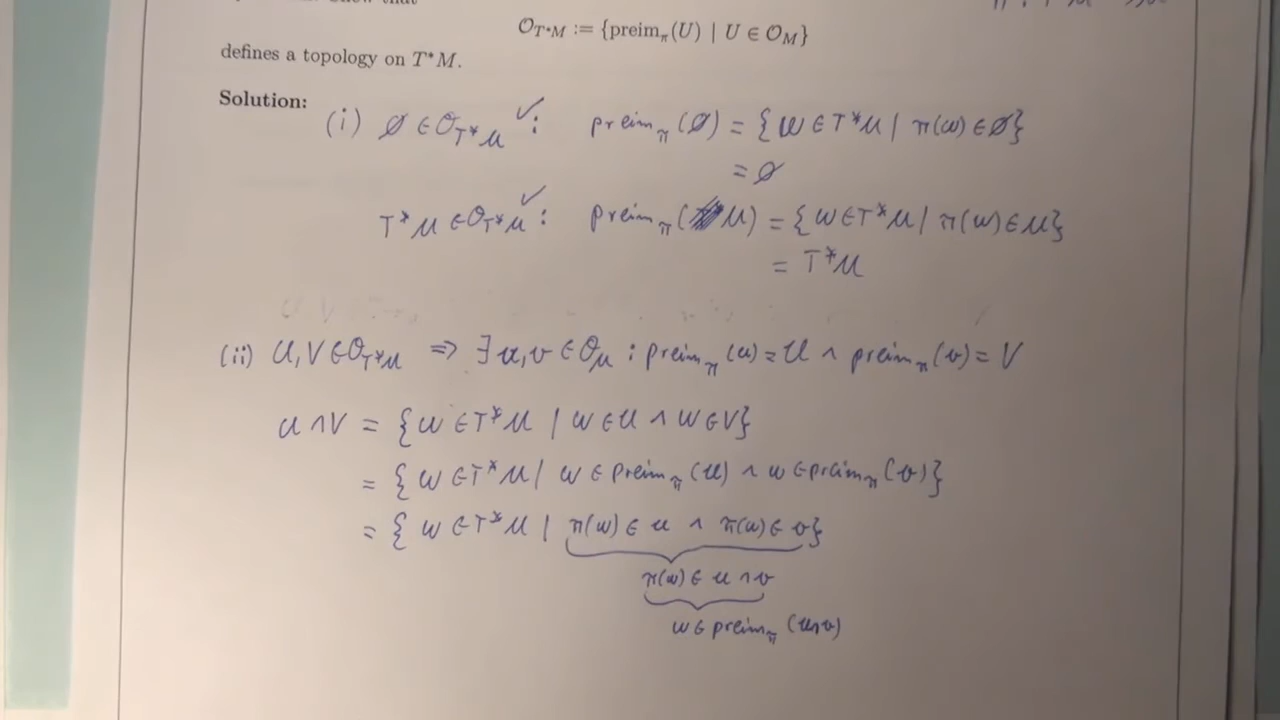 𝒪_{T*M} := {preim_π(U) | U ∈ 𝒪_M}
defines a topology on T*M.
Solution:
(i) ∅ ∈ 𝒪_{T*M} ✓ : preim_π(∅) = {ω ∈ T*M | π(ω) ∈ ∅}
= ∅
T*M ∈ 𝒪_{T*M} ✓ : preim_π(M) = {ω ∈ T*M | π(ω) ∈ M}
= T*M
(ii) U, V ∈ 𝒪_{T*M} ⇒ ∃ u, v ∈ 𝒪_M : preim_π(u) = U ∧ preim_π(v) = V
U ∩ V = {ω ∈ T*M | ω ∈ U ∧ ω ∈ V}
= {ω ∈ T*M | ω ∈ preim_π(u) ∧ ω ∈ preim_π(v)}
= {ω ∈ T*M | π(ω) ∈ u ∧ π(ω) ∈ v}
π(ω) ∈ u ∩ v
ω ∈ preim_π(u∩v)